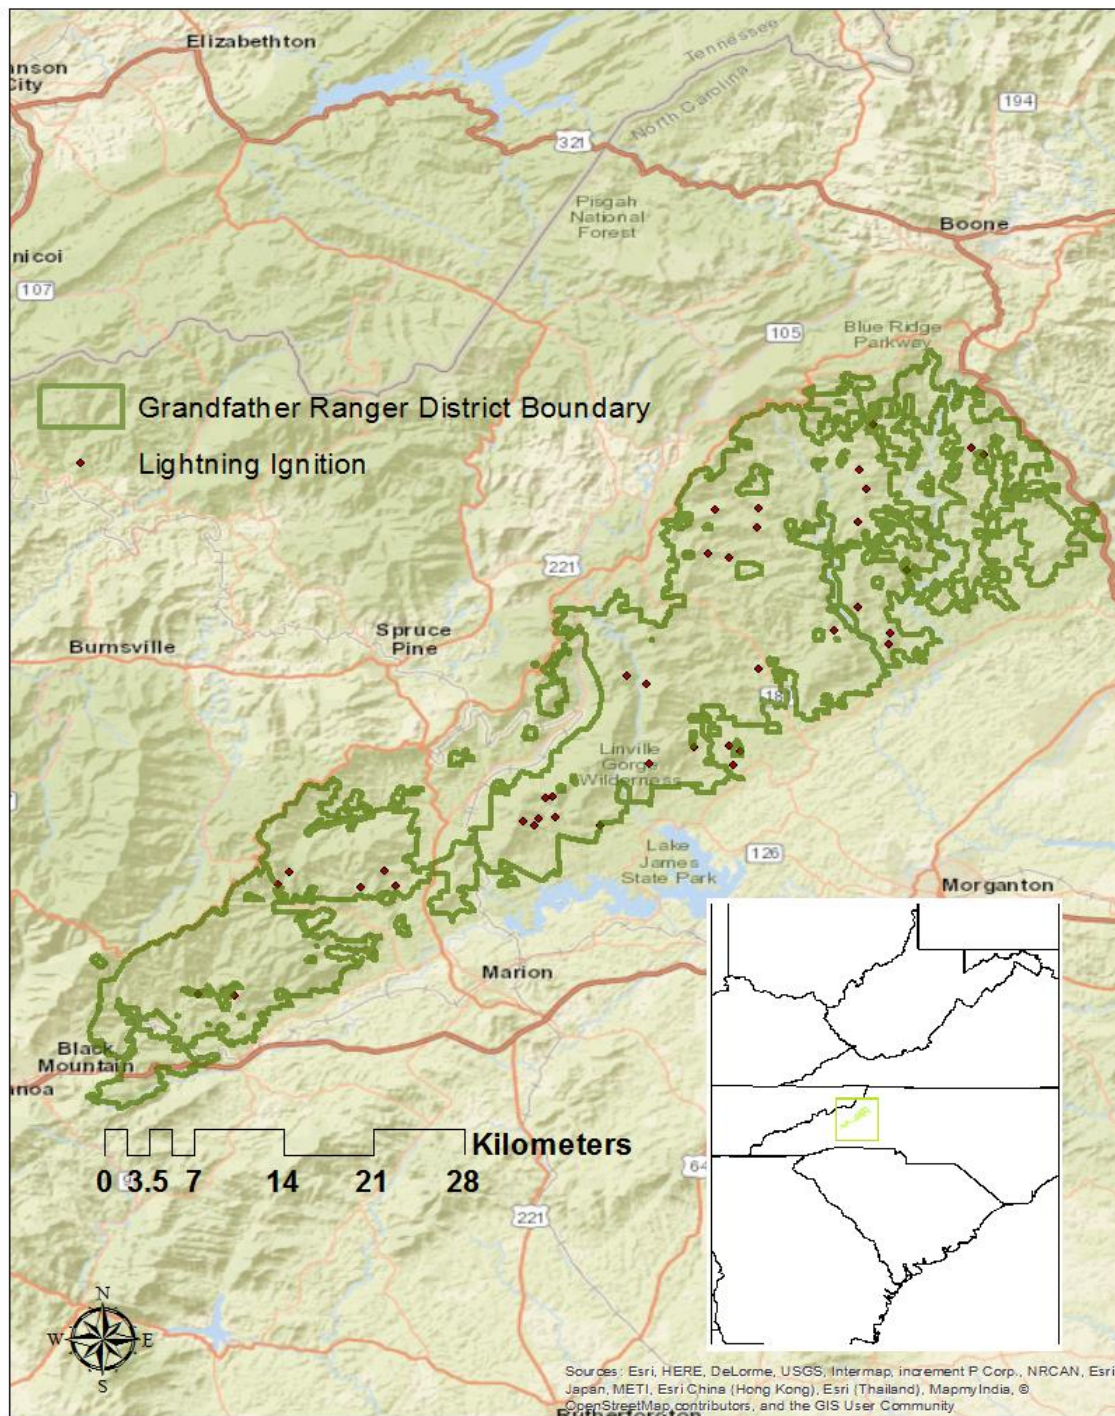 Elizabethton
nson
City
Tennessee
North Carolina
194
321
Pisgah
National
Forest
Boone
nicoi
107
105
Blue Ridge
Parkway
Grandfather Ranger District Boundary
Lightning Ignition
221
Burnsville
Spruce
Pine
181
Linville
Gorge
Wilderness
Lake
James
State Park
126
Morganton
Marion
Black
Mountain
noa
Kilometers
0 3.5 7 14 21 28
64
221
N
W E
S
Sources: Esri, HERE, DeLorme, USGS, Intermap, increment P Corp., NRCAN, Esri
Japan, METI, Esri China (Hong Kong), Esri (Thailand), MapmyIndia, ©
OpenStreetMap contributors, and the GIS User Community
Rutherfordton